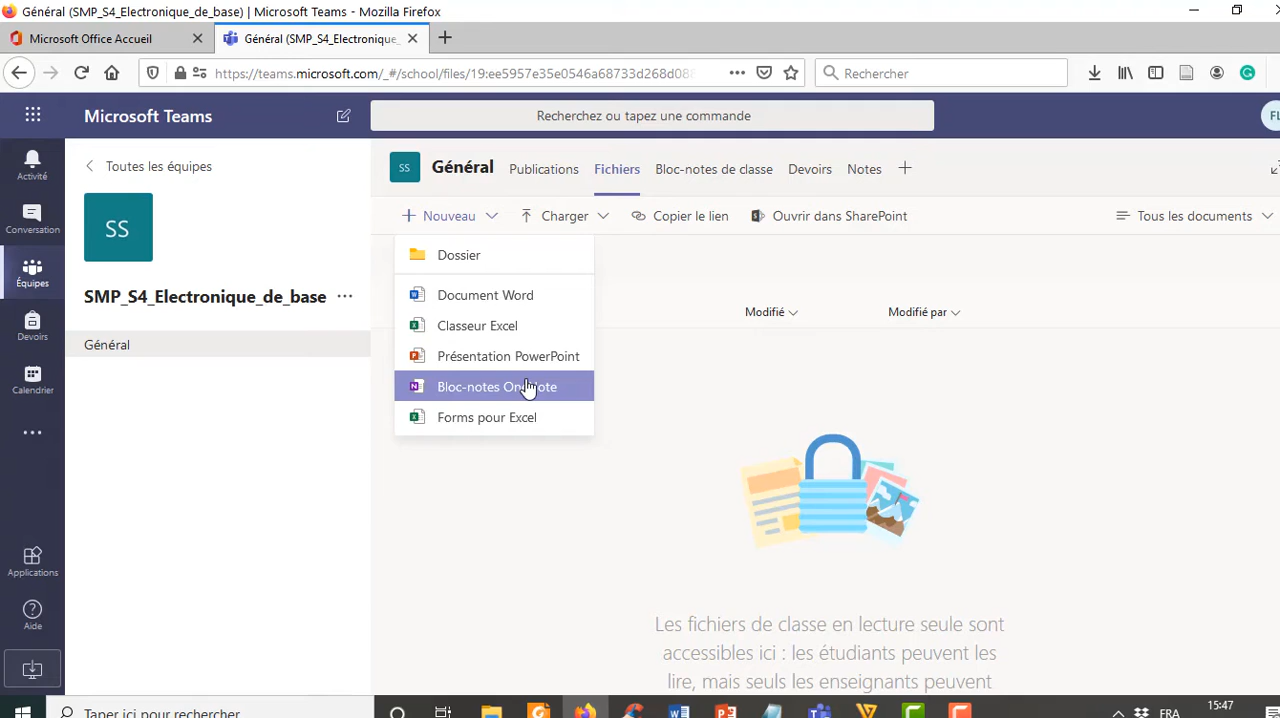 Général (SMP_S4_Electronique_de_base) | Microsoft Teams - Mozilla Firefox
Microsoft Office Accueil
Général (SMP_S4_Electronique_
https://teams.microsoft.com/_#/school/files/19:ee5957e35e0546a68733d268d08
Rechercher
Microsoft Teams
Recherchez ou tapez une commande
FL
Activité
Conversation
Équipes
Devoirs
Calendrier
Applications
Aide
Toutes les équipes
SS
SMP_S4_Electronique_de_base
Général
SS
Général
Publications
Fichiers
Bloc-notes de classe
Devoirs
Notes
Nouveau
Charger
Copier le lien
Ouvrir dans SharePoint
Tous les documents
Dossier
Document Word
Classeur Excel
Présentation PowerPoint
Bloc-notes OneNote
Forms pour Excel
Modifié
Modifié par
Les fichiers de classe en lecture seule sont
accessibles ici : les étudiants peuvent les
lire, mais seuls les enseignants peuvent
Taper ici pour rechercher
FRA
15:47